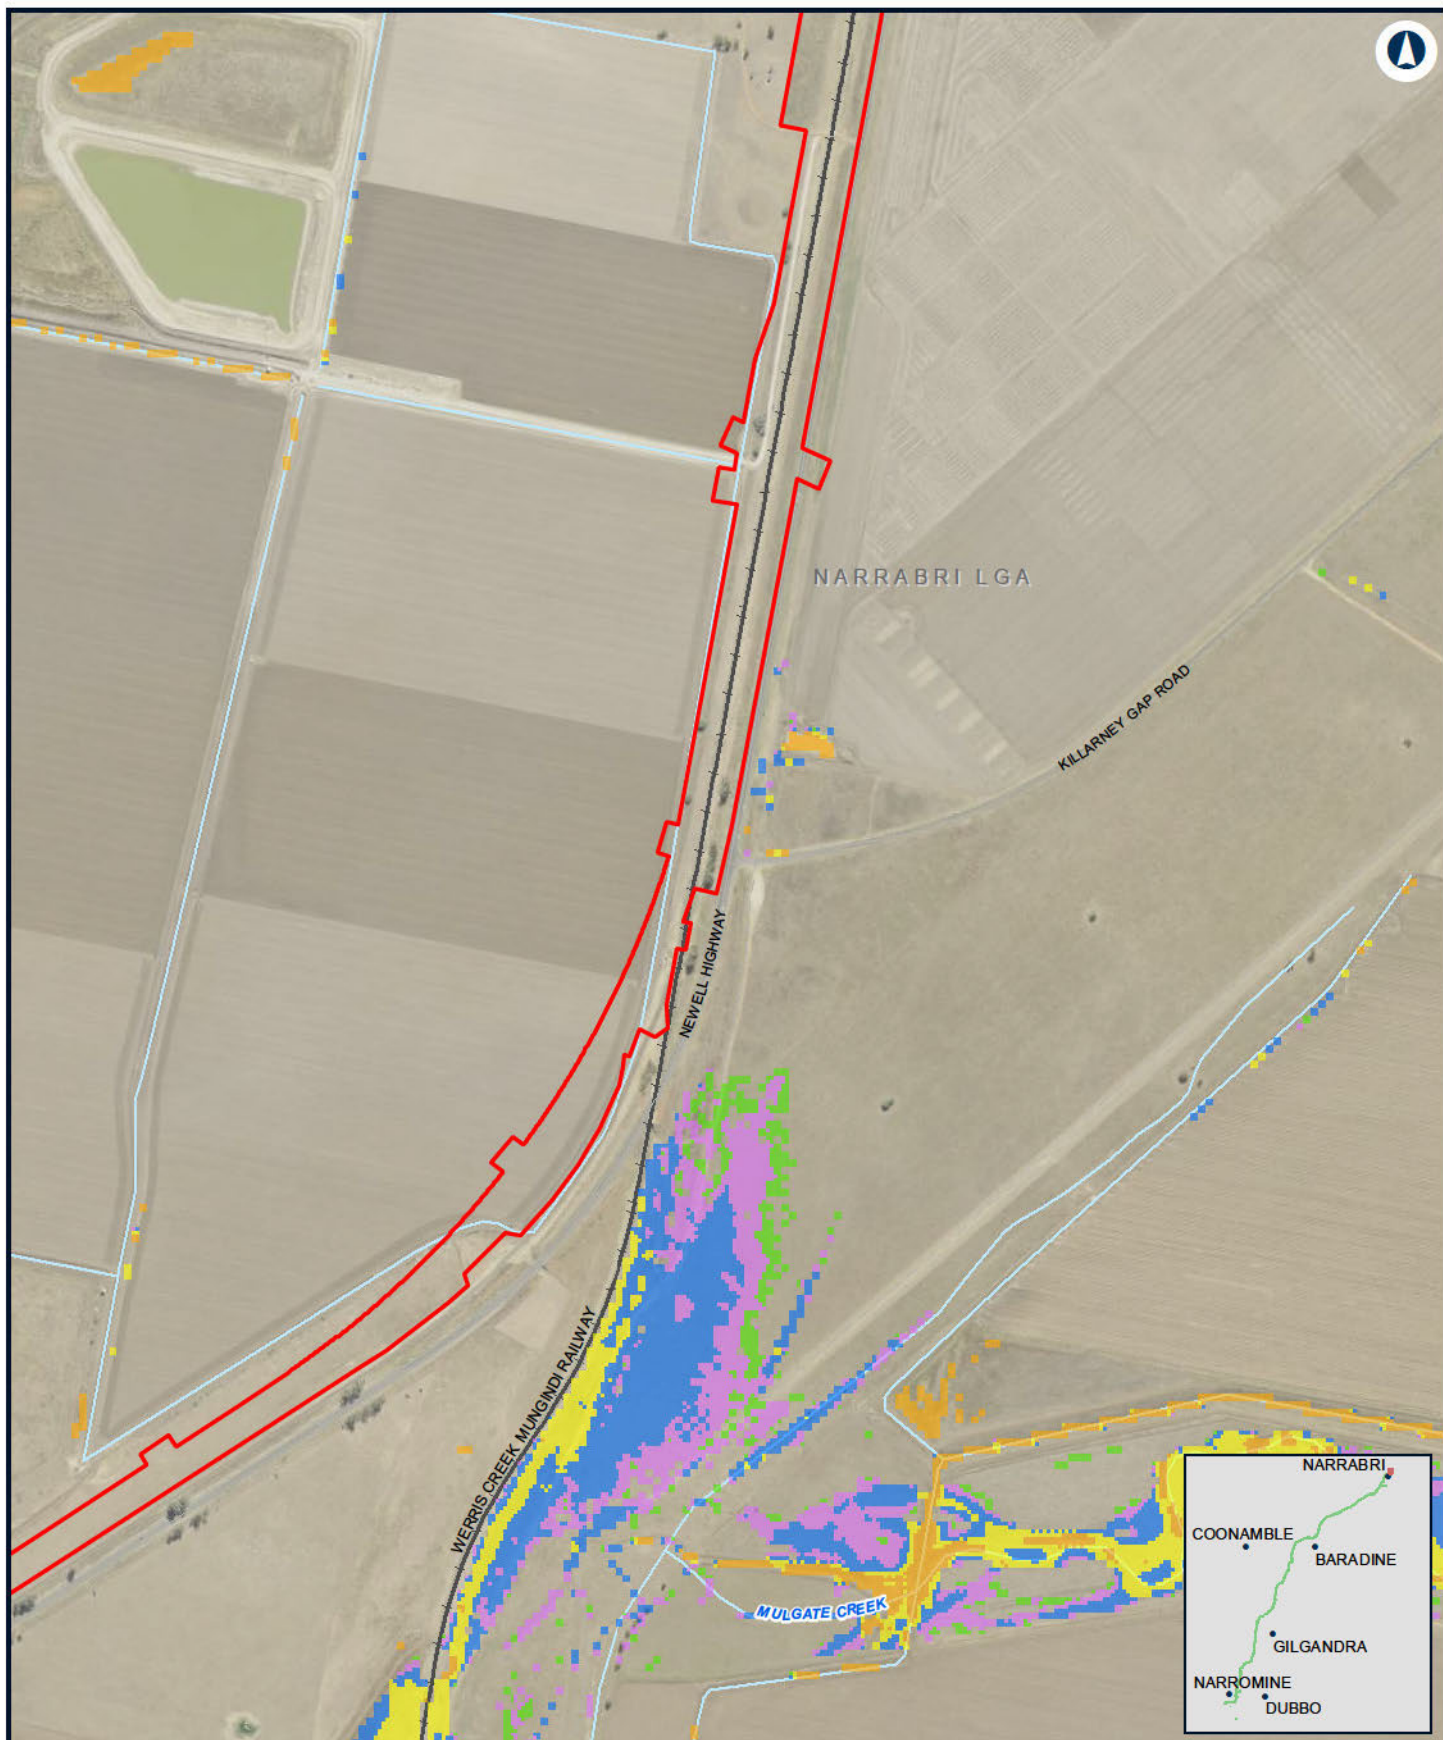 NARRABRI LGA
KILLARNEY GAP ROAD
NEWELL HIGHWAY
WERRIS CREEK MUNGINDI RAILWAY
MULGATE CREEK
NARRABRI
COONAMBLE
BARADINE
GILGANDRA
NARROMINE
DUBBO